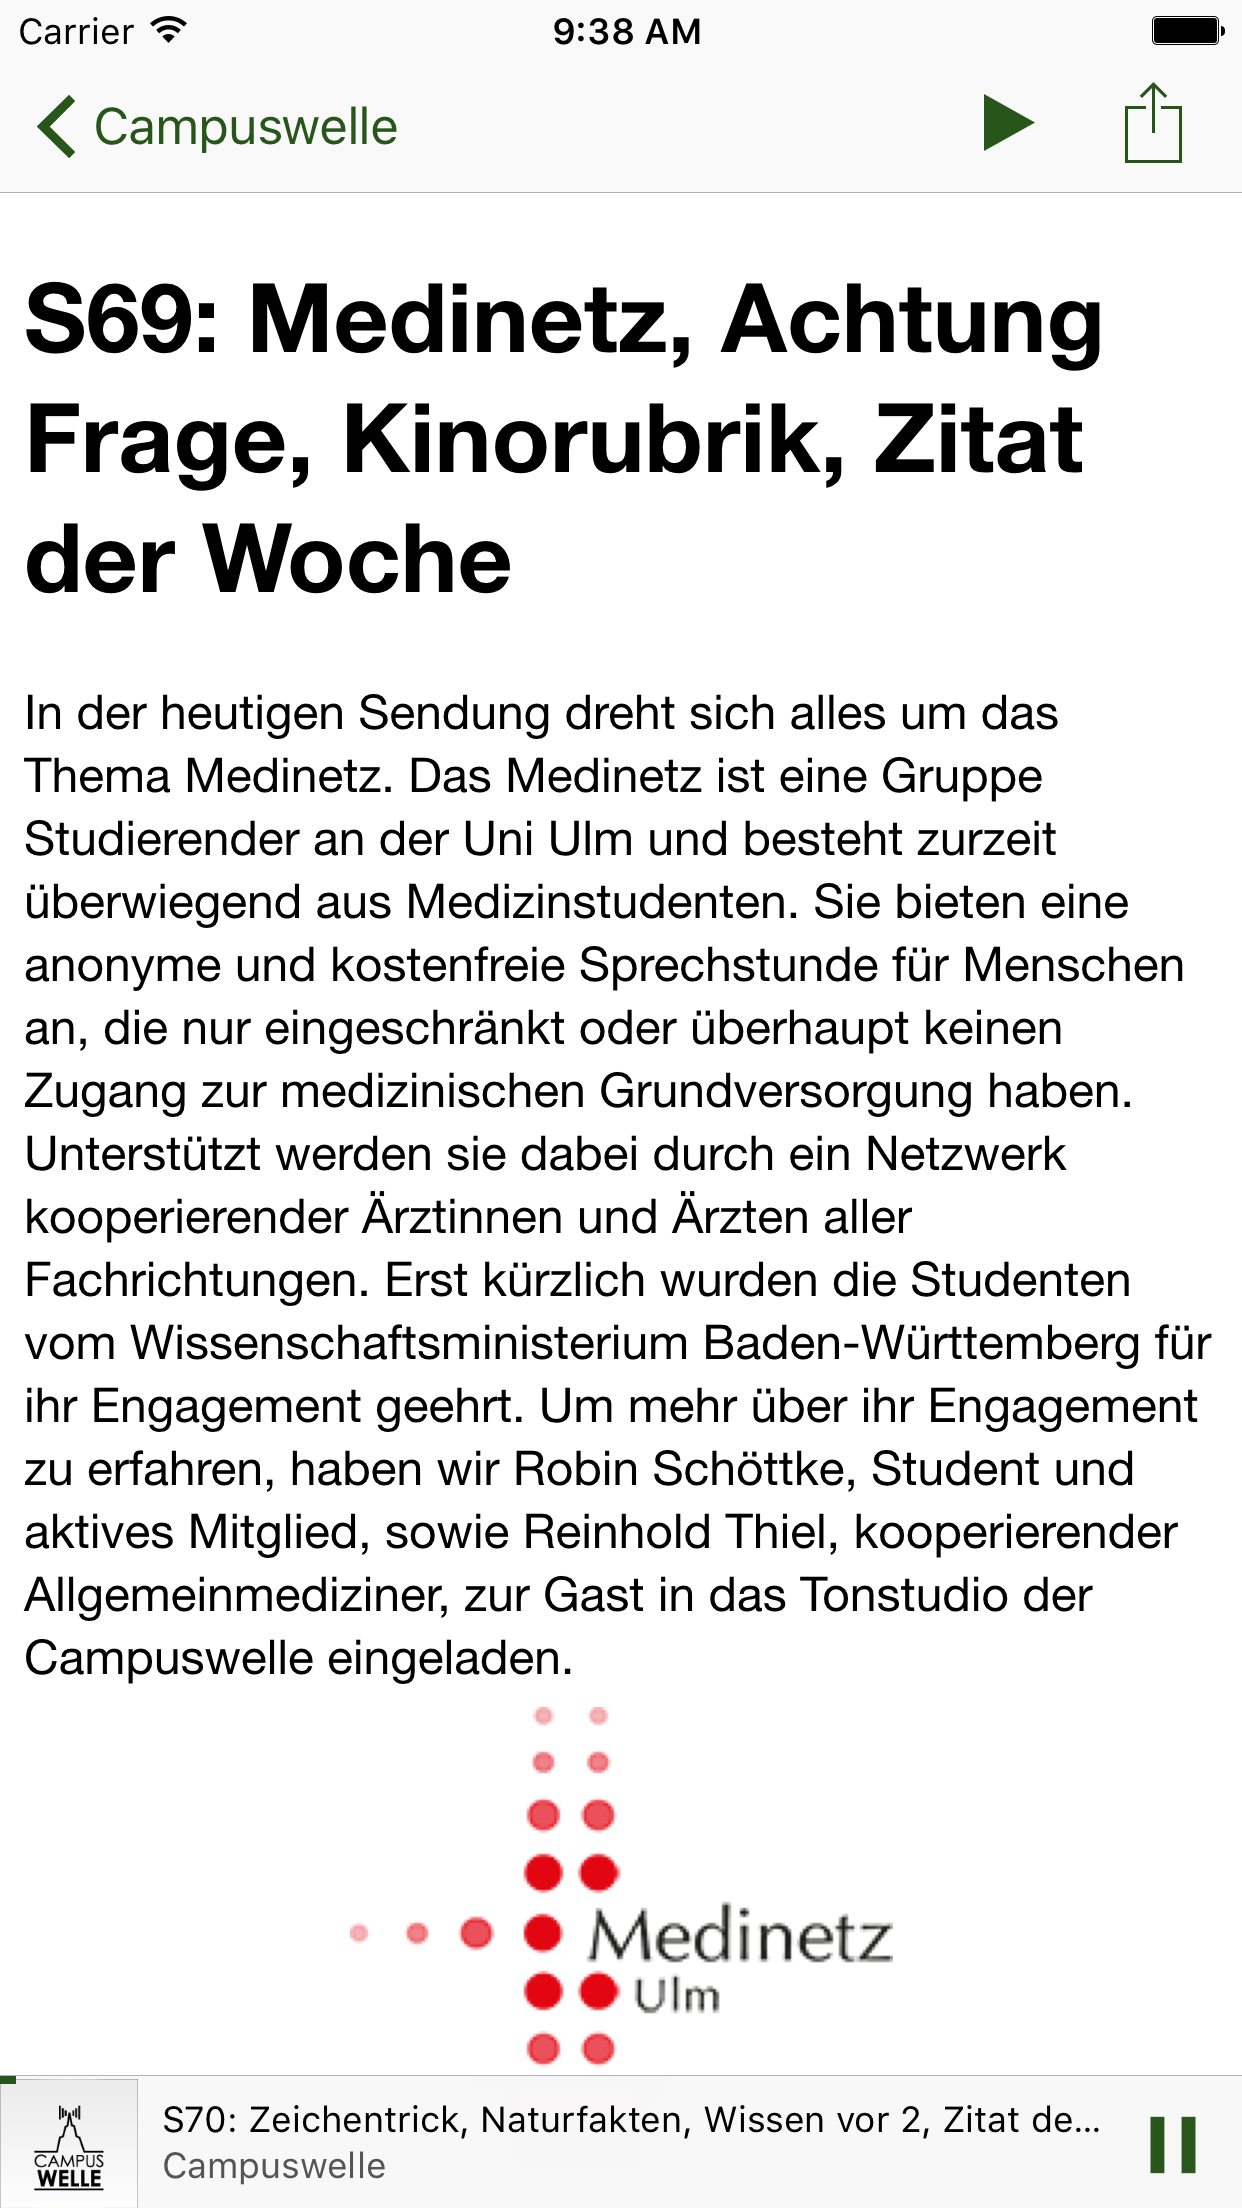 Carrier 9:38 AM
Campuswelle
S69: Medinetz, Achtung
Frage, Kinorubrik, Zitat
der Woche
In der heutigen Sendung dreht sich alles um das
Thema Medinetz. Das Medinetz ist eine Gruppe
Studierender an der Uni Ulm und besteht zurzeit
überwiegend aus Medizinstudenten. Sie bieten eine
anonyme und kostenfreie Sprechstunde für Menschen
an, die nur eingeschränkt oder überhaupt keinen
Zugang zur medizinischen Grundversorgung haben.
Unterstützt werden sie dabei durch ein Netzwerk
kooperierender Ärztinnen und Ärzten aller
Fachrichtungen. Erst kürzlich wurden die Studenten
vom Wissenschaftsministerium Baden-Württemberg für
ihr Engagement geehrt. Um mehr über ihr Engagement
zu erfahren, haben wir Robin Schöttke, Student und
aktives Mitglied, sowie Reinhold Thiel, kooperierender
Allgemeinmediziner, zur Gast in das Tonstudio der
Campuswelle eingeladen.
Medinetz
Ulm
S70: Zeichentrick, Naturfakten, Wissen vor 2, Zitat de...
Campuswelle
CAMPUS
WELLE